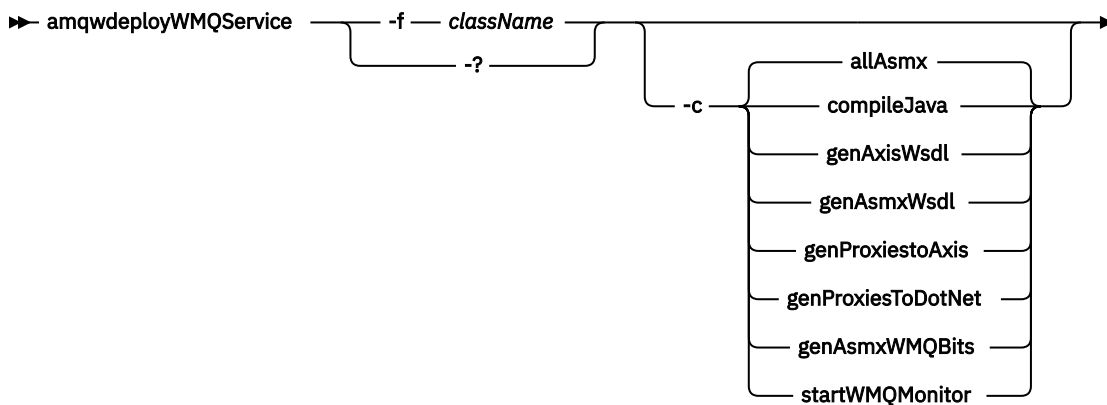 amqwdeployWMQService -f className
-?
allAsmx
-c compileJava
genAxisWsdl
genAsmxWsdl
genProxiestoAxis
genProxiesToDotNet
genAsmxWMQBits
startWMQMonitor